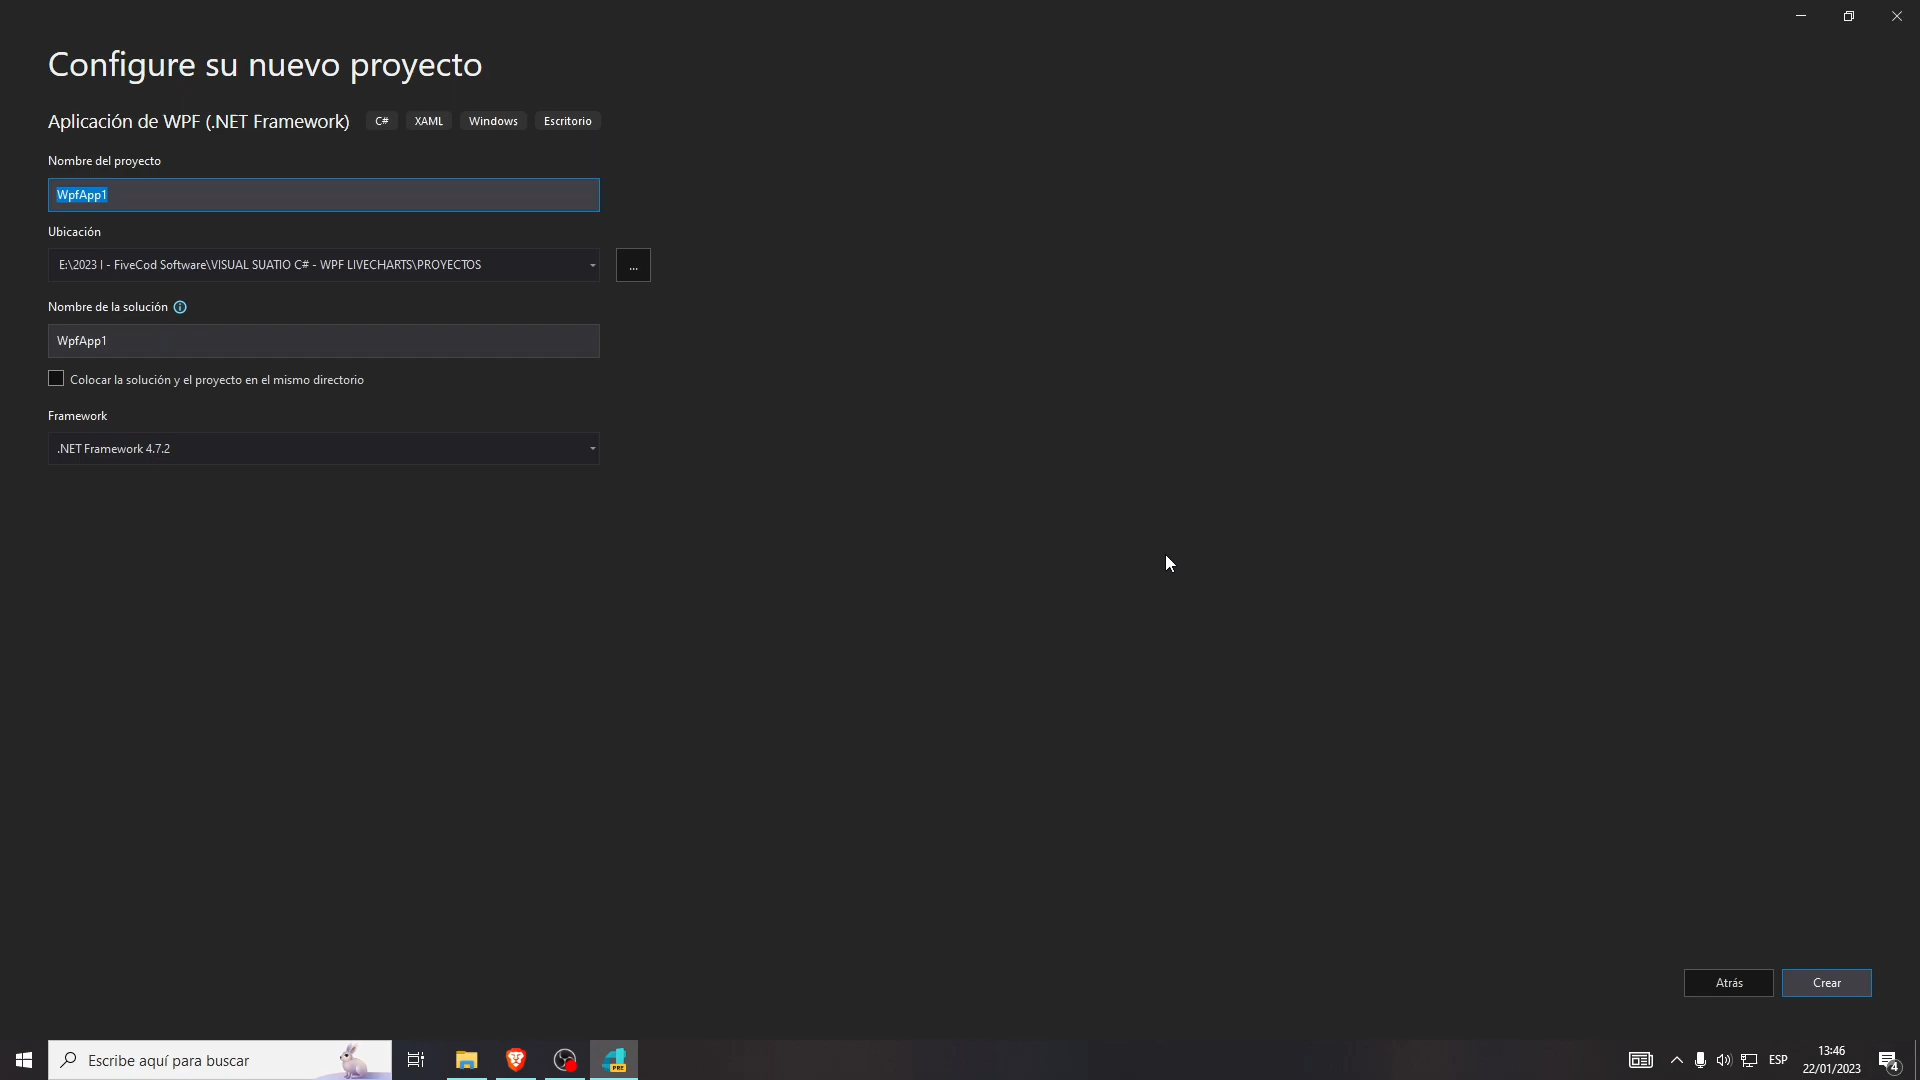 Configure su nuevo proyecto
Aplicación de WPF (.NET Framework) C# XAML Windows Escritorio
Nombre del proyecto
WpfApp1
Ubicación
E:\2023 I - FiveCod Software\VISUAL SUATIO C# - WPF LIVECHARTS\PROYECTOS
...
Nombre de la solución
WpfApp1
Colocar la solución y el proyecto en el mismo directorio
Framework
.NET Framework 4.7.2
Atrás Crear
Escribe aquí para buscar
PRE
ESP
13:46
22/01/2023
4